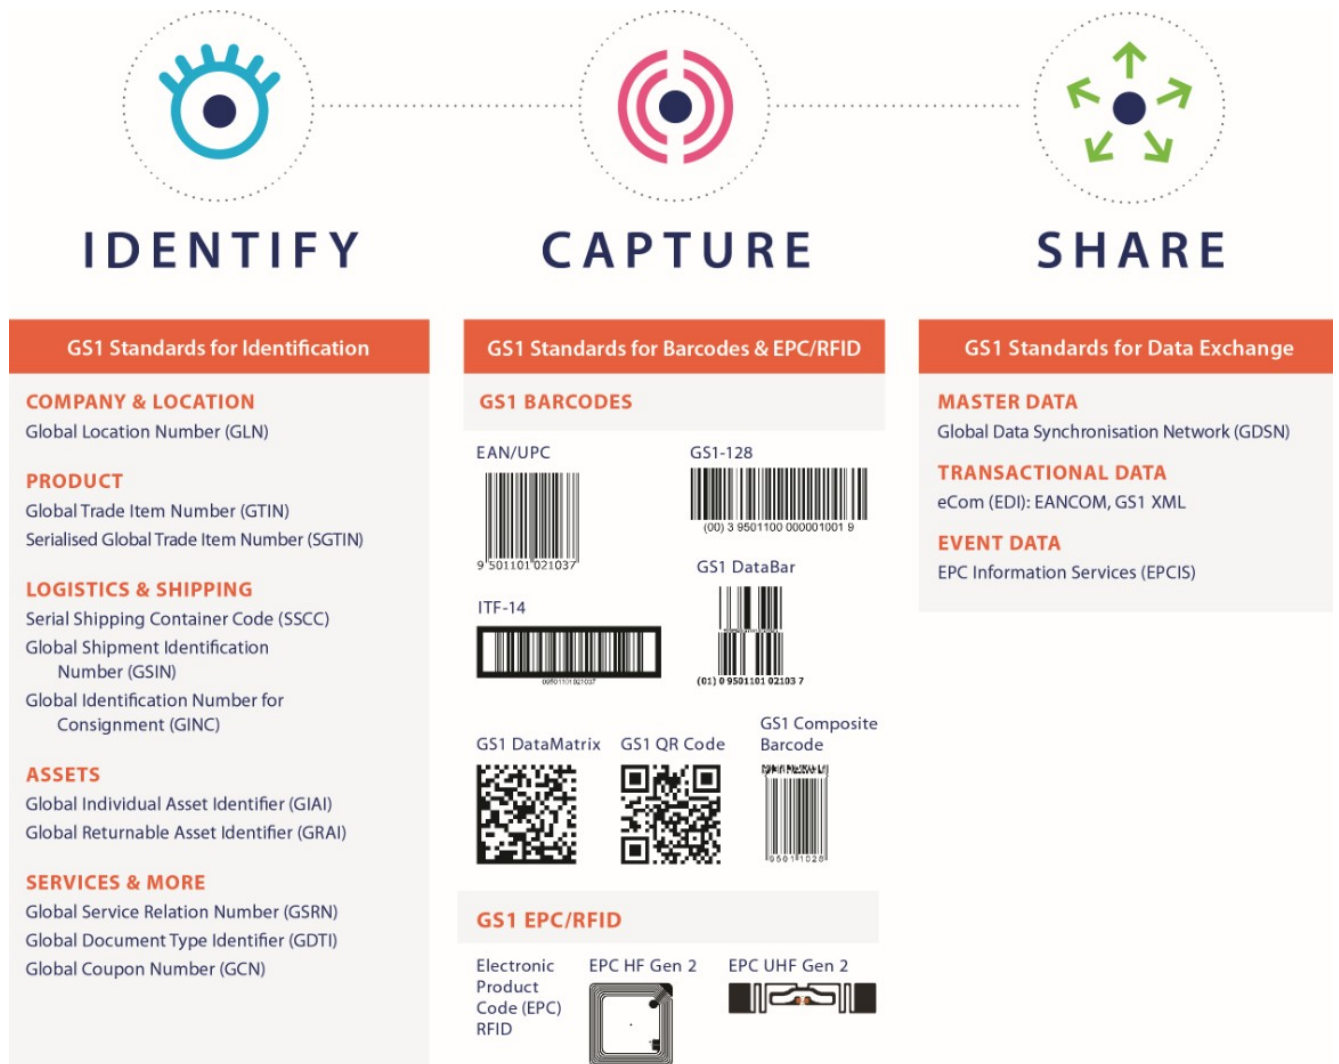 IDENTIFY
CAPTURE
SHARE
GS1 Standards for Identification
COMPANY & LOCATION
Global Location Number (GLN)
PRODUCT
Global Trade Item Number (GTIN)
Serialised Global Trade Item Number (SGTIN)
LOGISTICS & SHIPPING
Serial Shipping Container Code (SSCC)
Global Shipment Identification
Number (GSIN)
Global Identification Number for
Consignment (GINC)
ASSETS
Global Individual Asset Identifier (GIAI)
Global Returnable Asset Identifier (GRAI)
SERVICES & MORE
Global Service Relation Number (GSRN)
Global Document Type Identifier (GDTI)
Global Coupon Number (GCN)
GS1 Standards for Barcodes & EPC/RFID
GS1 BARCODES
EAN/UPC
9 501101 021037
GS1-128
(00) 3 9501100 000001001 9
GS1 DataBar
(01) 0 9501101 02103 7
ITF-14
09501101021037
GS1 DataMatrix
GS1 QR Code
GS1 Composite
Barcode
GS1 EPC/RFID
Electronic
Product
Code (EPC)
RFID
EPC HF Gen 2
EPC UHF Gen 2
GS1 Standards for Data Exchange
MASTER DATA
Global Data Synchronisation Network (GDSN)
TRANSACTIONAL DATA
eCom (EDI): EANCOM, GS1 XML
EVENT DATA
EPC Information Services (EPCIS)